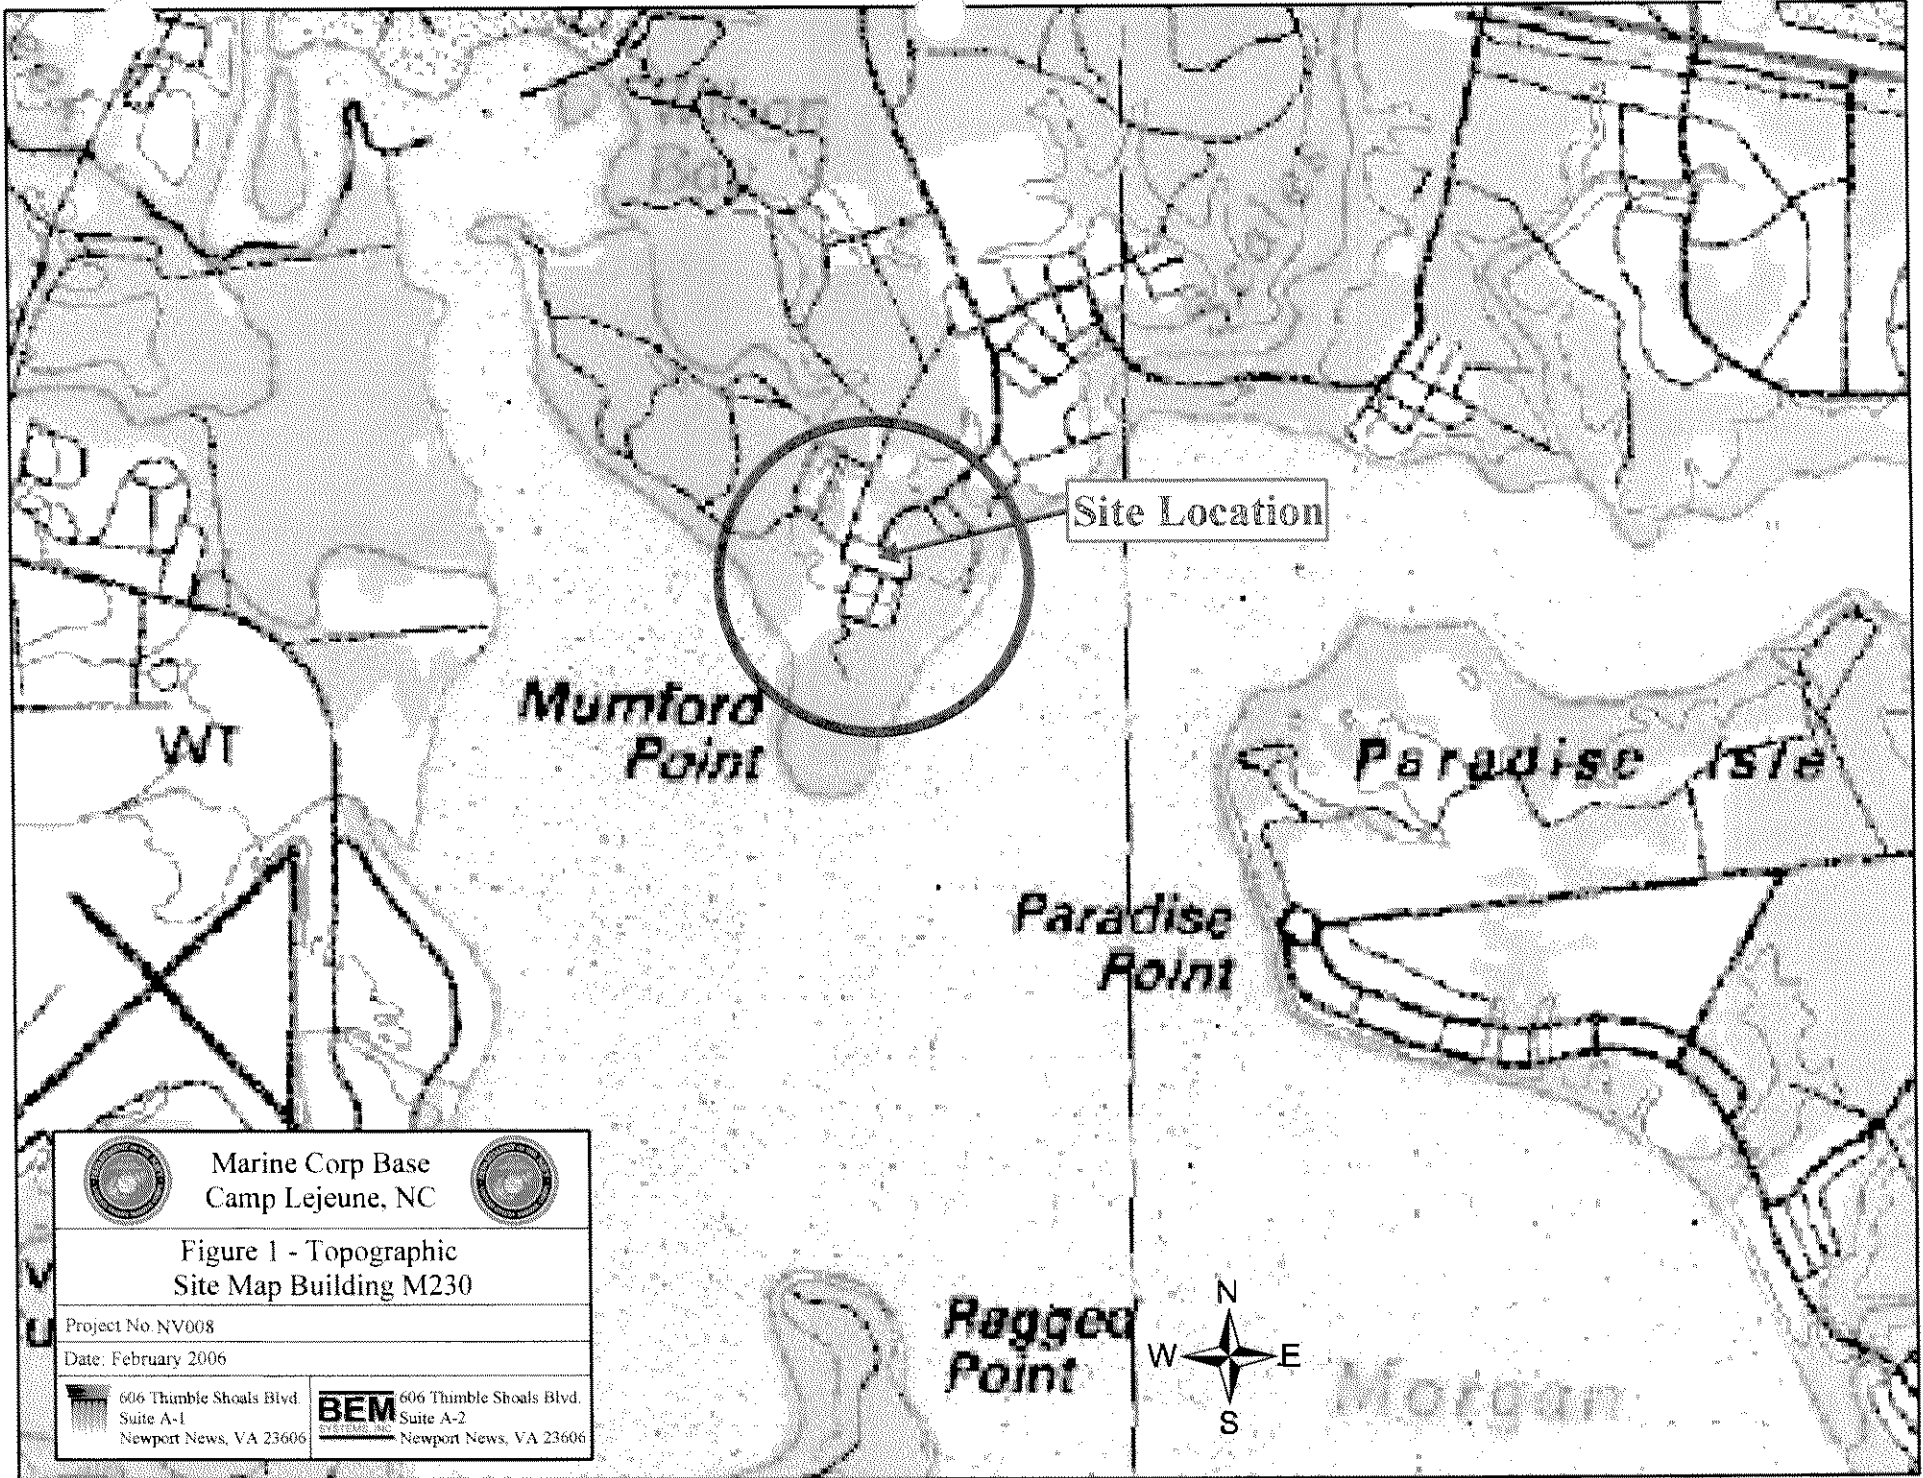 Site Location
Mumford
Point
WT
Paradise Isle
Paradise
Point
Ragged
Point
Morgan
N
W
E
S
Marine Corp Base
Camp Lejeune, NC
Figure 1 - Topographic
Site Map Building M230
Project No. NV008
Date: February 2006
606 Thimble Shoals Blvd.
Suite A-1
Newport News, VA 23606
BEM
SYSTEMS, INC
606 Thimble Shoals Blvd.
Suite A-2
Newport News, VA 23606